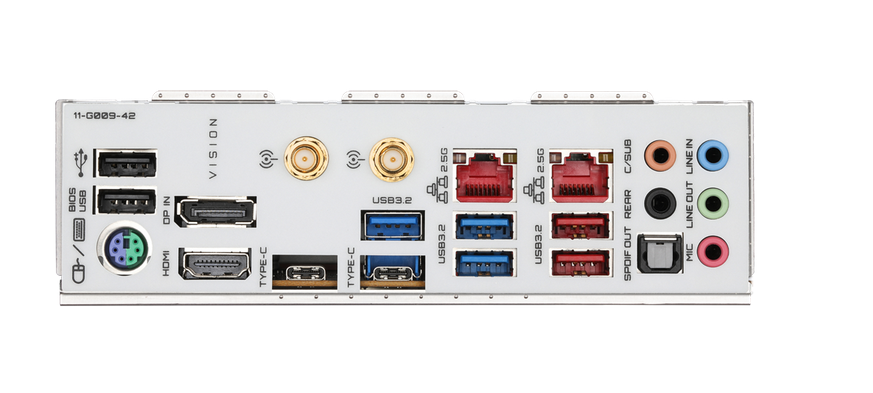 11-G009-42
VISION
BIOS
USB
DP IN
HDMI
TYPE-C
USB3.2
TYPE-C
2.5G
USB3.2
2.5G
USB3.2
C/SUB
LINE IN
REAR
LINE OUT
SPDIF OUT
MIC